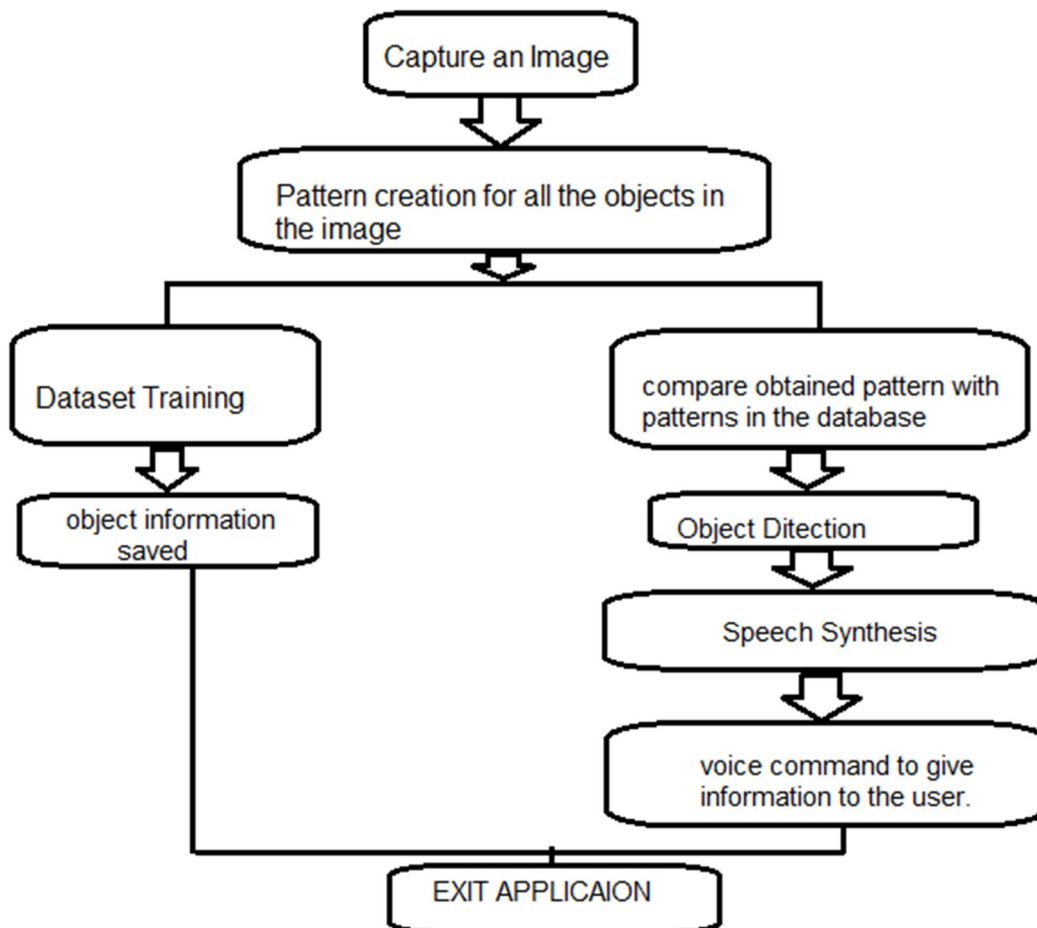 Capture an Image
Pattern creation for all the objects in
the image
Dataset Training
object information
saved
compare obtained pattern with
patterns in the database
Object Ditection
Speech Synthesis
voice command to give
information to the user.
EXIT APPLICAION